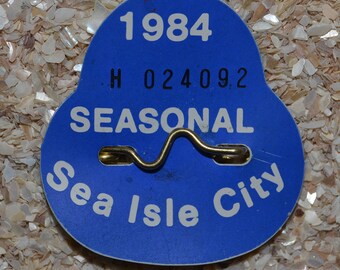 1984
H 024092
SEASONAL
Sea Isle City